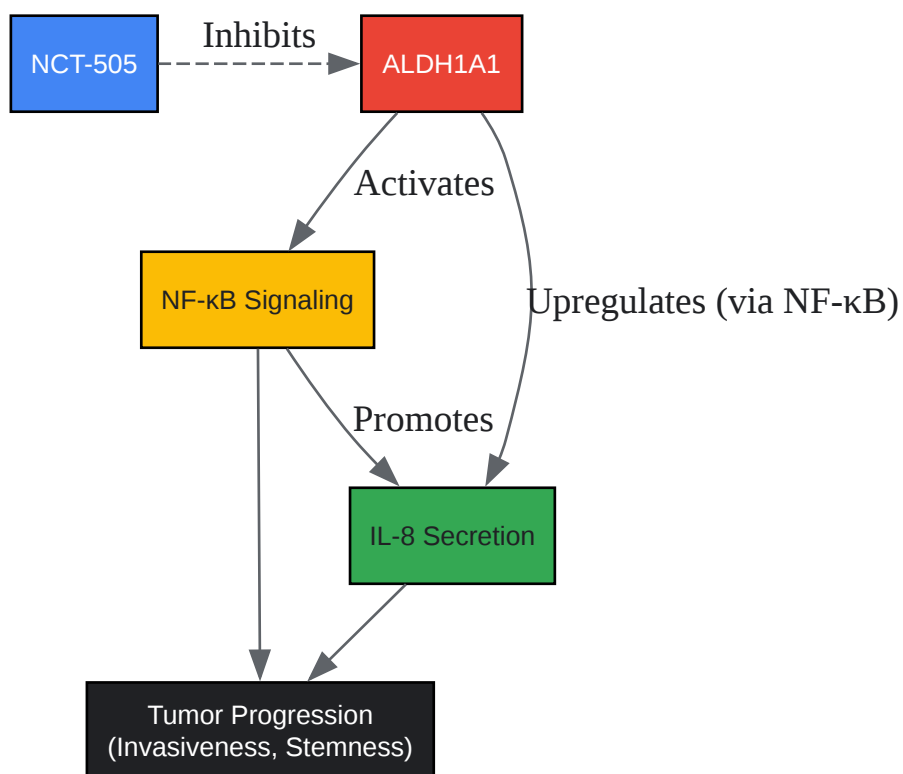 Inhibits
NCT-505
ALDH1A1
Activates
NF-κB Signaling
Upregulates (via NF-κB)
Promotes
IL-8 Secretion
Tumor Progression
(Invasiveness, Stemness)